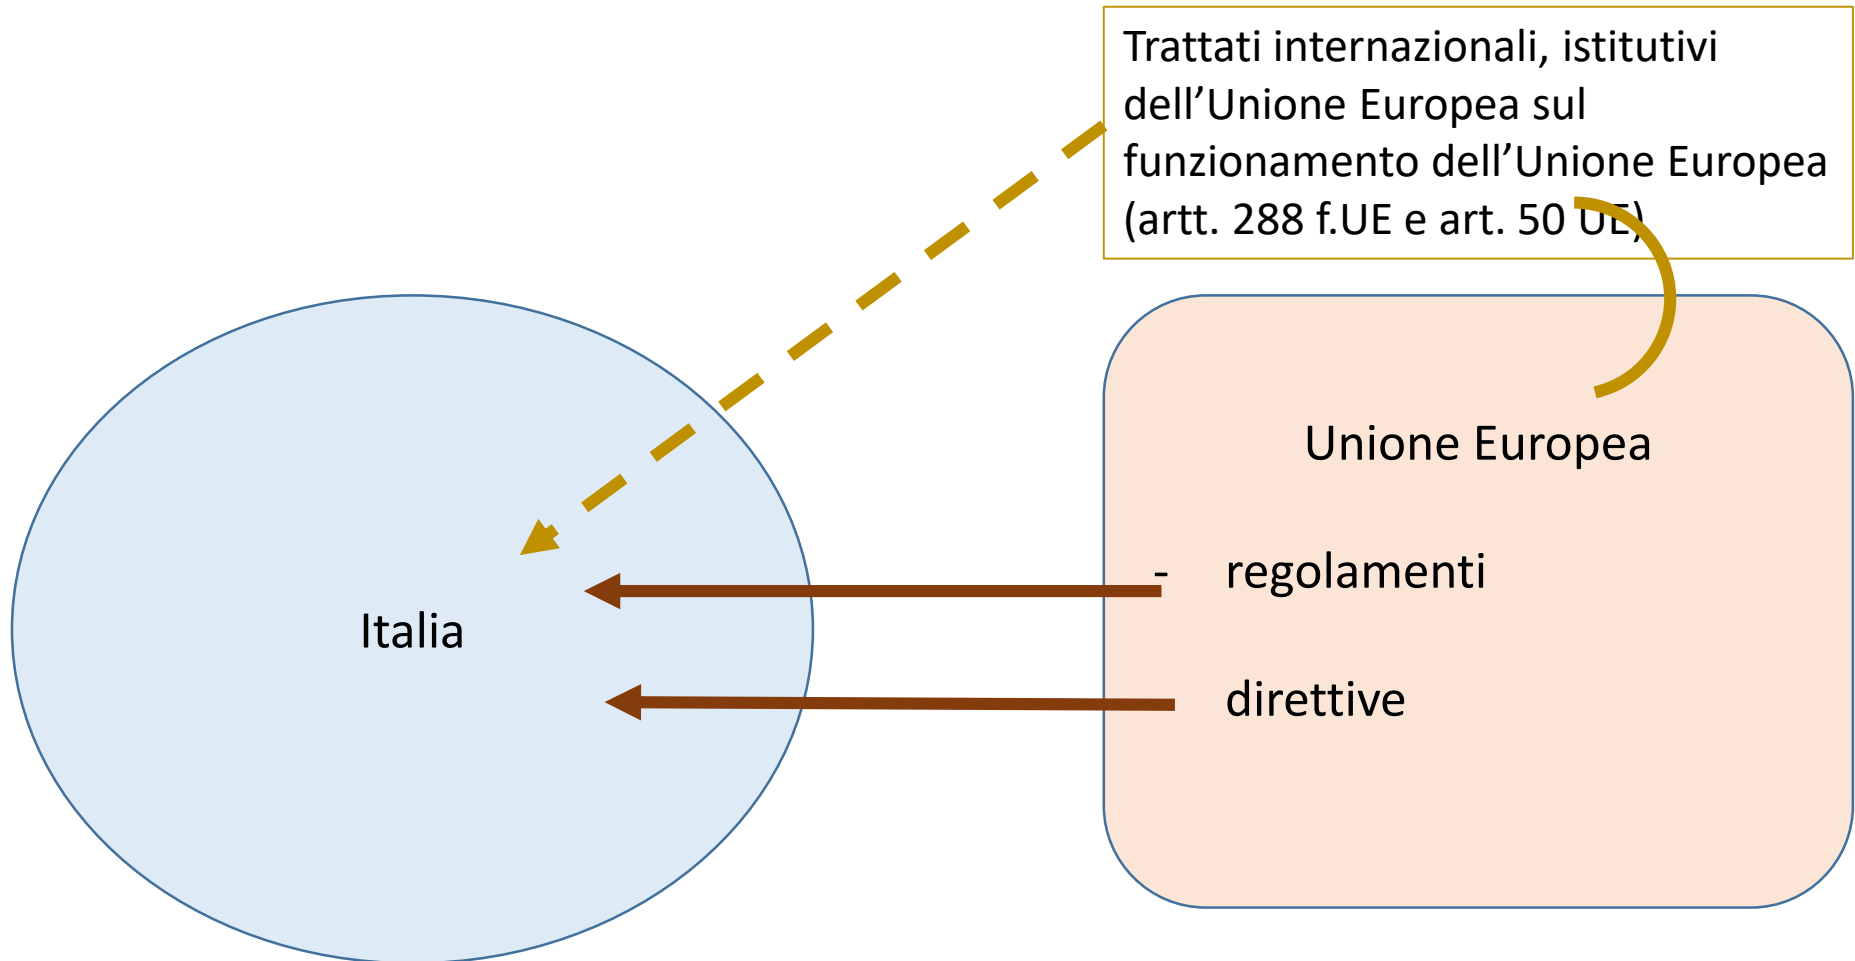 Trattati internazionali, istitutivi
dell’Unione Europea sul
funzionamento dell’Unione Europea
(artt. 288 f.UE e art. 50 UE)
Unione Europea
- regolamenti
Italia
direttive